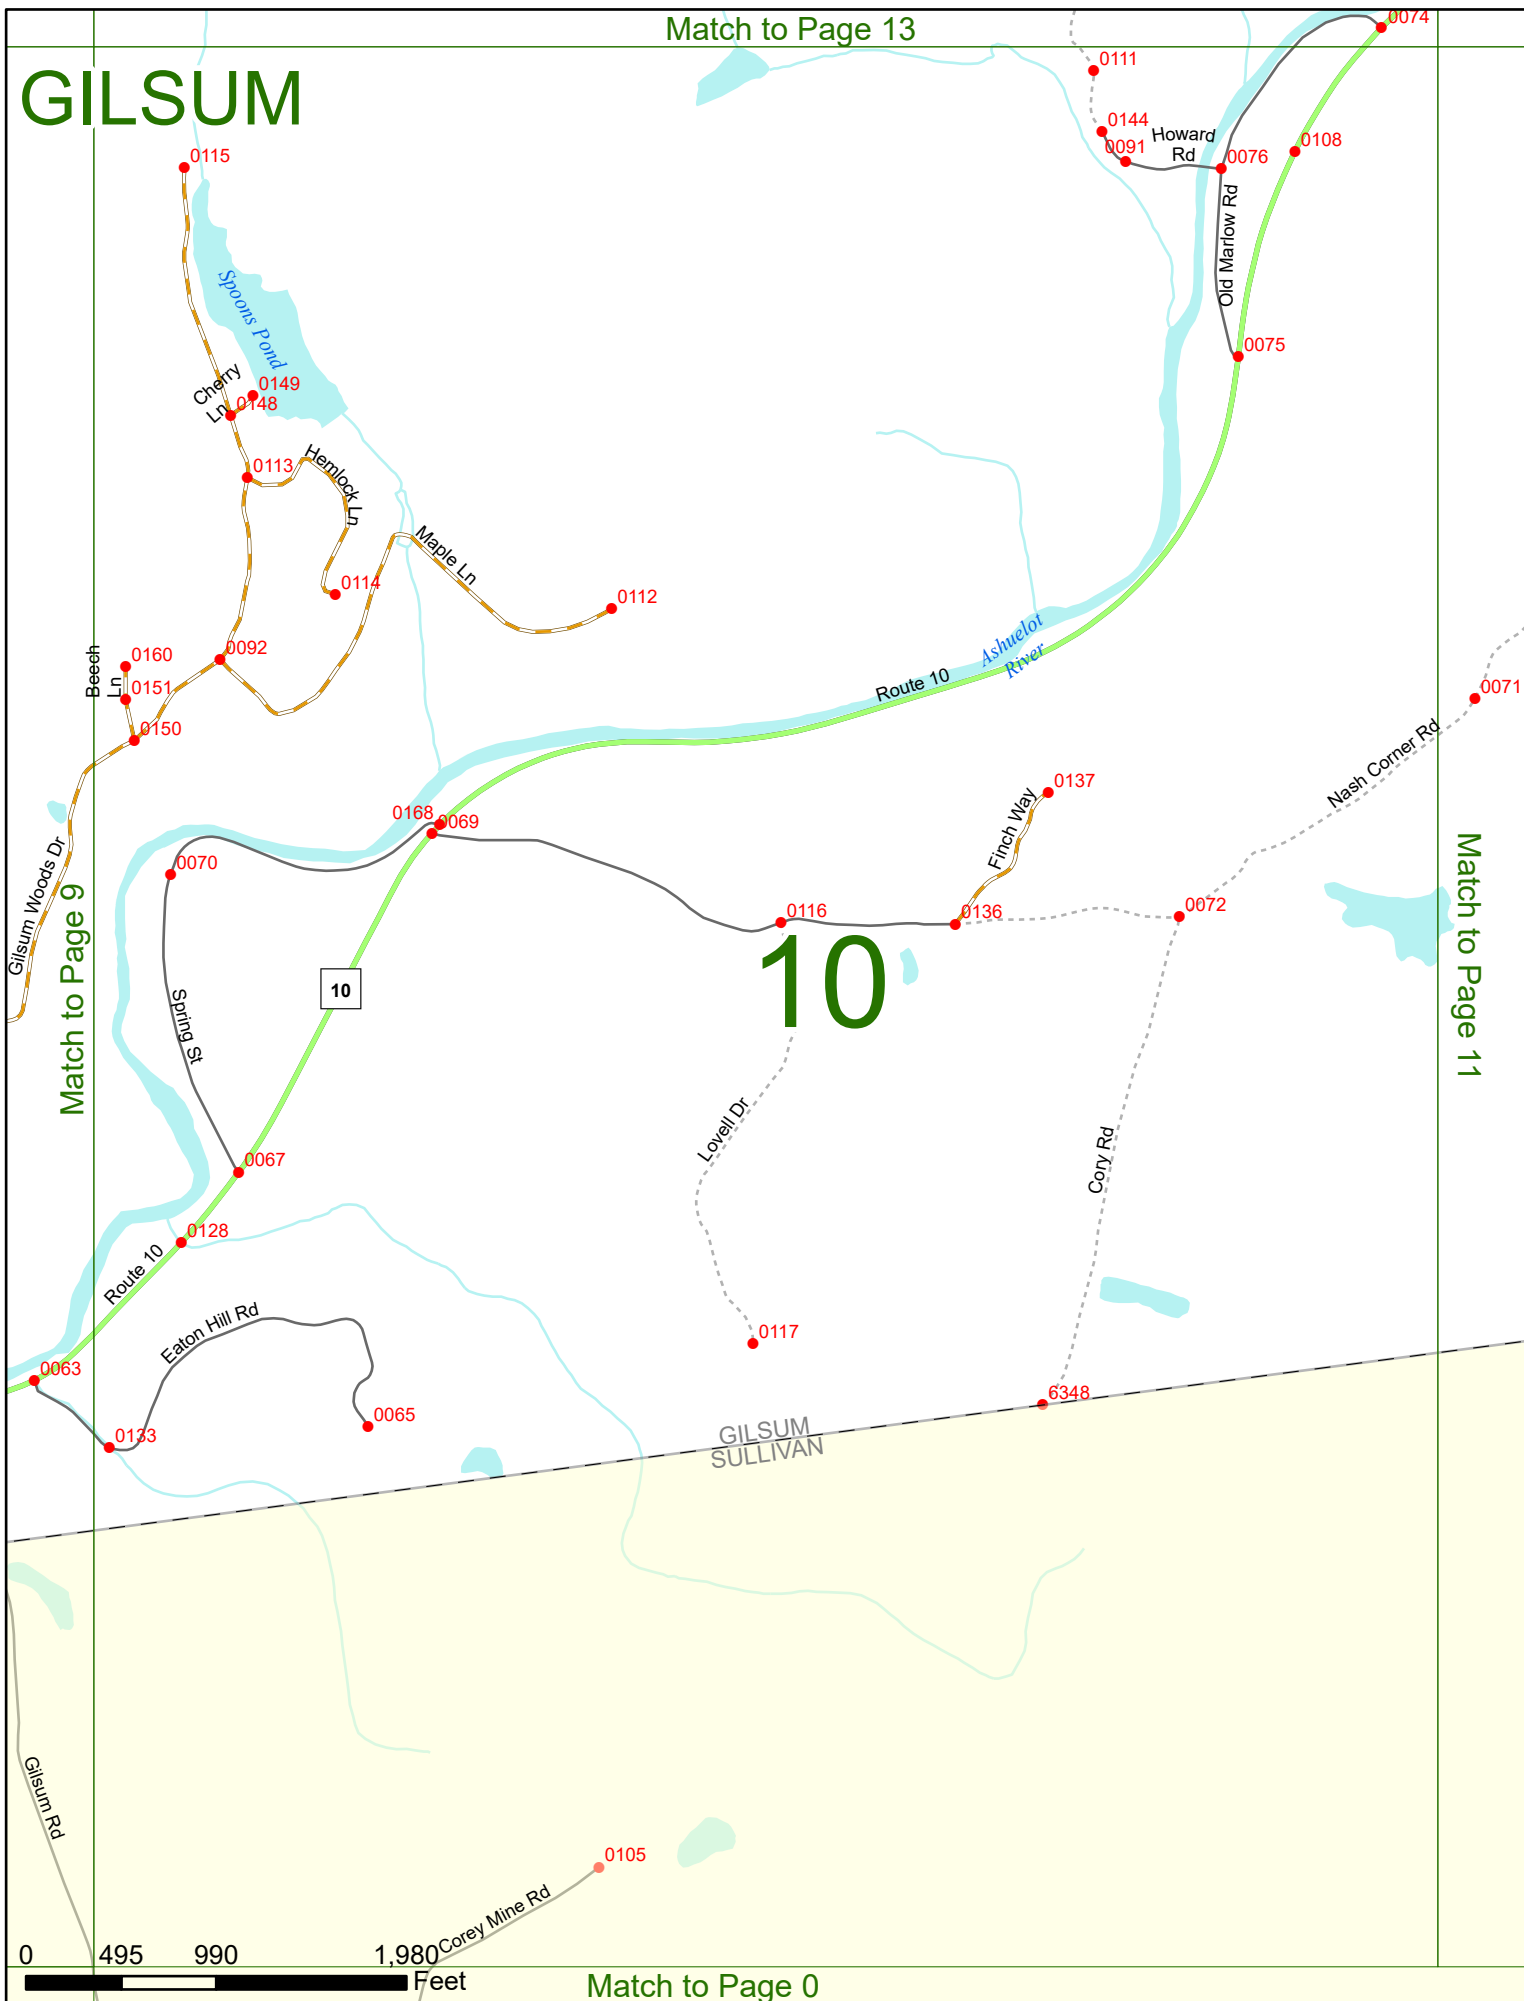 Match to Page 13
0074
GILSUM
0111
0144
0091
Howard
Rd
0076
0108
0115
Old Marlow Rd
Spoons Pond
0075
Cherry
Ln
0149
0148
0113
Hemlock Ln
Maple Ln
0114
0112
0092
Beech
Ln
0160
0151
0150
Ashuelot
River
Route 10
0071
Nash Corner Rd
0137
Finch Way
0168
0069
0070
Gilsum Woods Dr
Match to Page 9
Match to Page 11
0116
0136
0072
10
10
Spring St
Lovell Dr
Cory Rd
0067
0128
Route 10
Eaton Hill Rd
0117
0063
0065
0133
6348
GILSUM
SULLIVAN
Gilsum Rd
0105
Corey Mine Rd
0 495 990 1,980
Feet
Match to Page 0